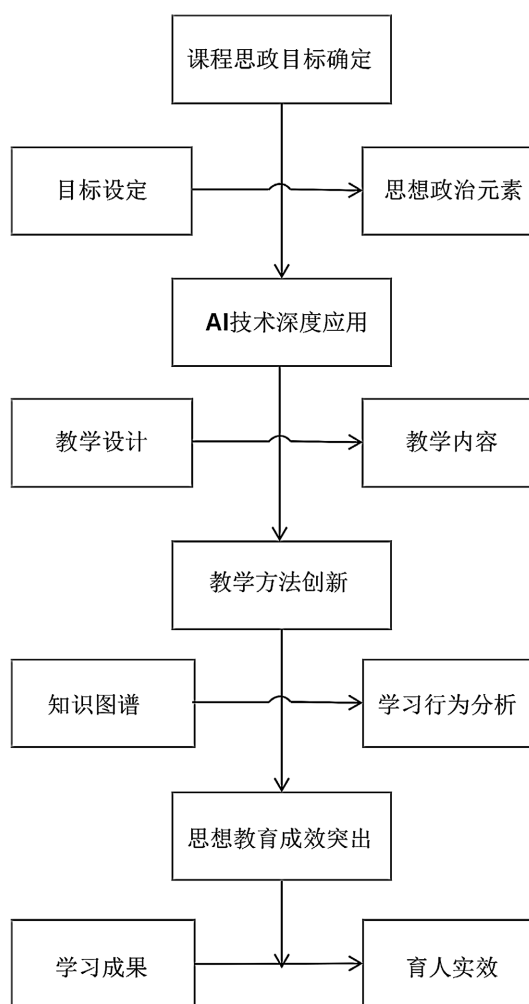 课程思政目标确定
目标设定
思想政治元素
AI技术深度应用
教学设计
教学内容
教学方法创新
知识图谱
学习行为分析
思想教育成效突出
学习成果
育人实效